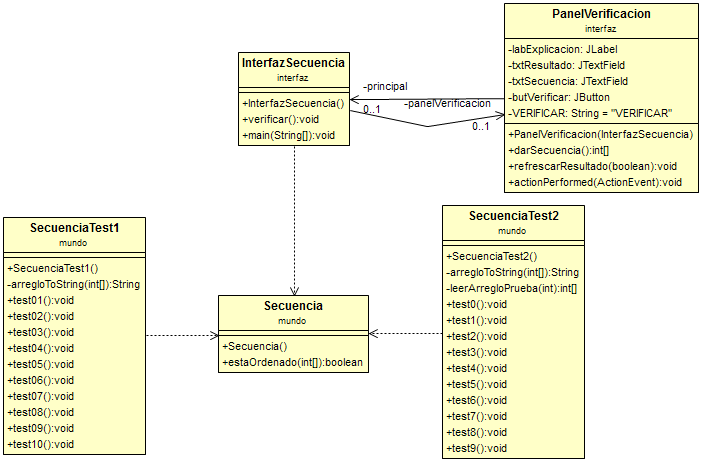 PanelVerificacion
interfaz
-labExplicacion: JLabel
-txtResultado: JTextField
-txtSecuencia: JTextField
-butVerificar: JButton
-VERIFICAR: String = "VERIFICAR"
+PanelVerificacion(InterfazSecuencia)
+darSecuencia():int[]
+refrescarResultado(boolean):void
+actionPerformed(ActionEvent):void
InterfazSecuencia
interfaz
+InterfazSecuencia()
+verificar():void
+main(String[]):void
-principal
0..1
-panelVerificacion
0..1
SecuenciaTest1
mundo
+SecuenciaTest1()
-arregloToString(int[]):String
+test01():void
+test02():void
+test03():void
+test04():void
+test05():void
+test06():void
+test07():void
+test08():void
+test09():void
+test10():void
Secuencia
mundo
+Secuencia()
+estaOrdenado(int[]):boolean
SecuenciaTest2
mundo
+SecuenciaTest2()
-arregloToString(int[]):String
-leerArregloPrueba(int):int[]
+test0():void
+test1():void
+test2():void
+test3():void
+test4():void
+test5():void
+test6():void
+test7():void
+test8():void
+test9():void